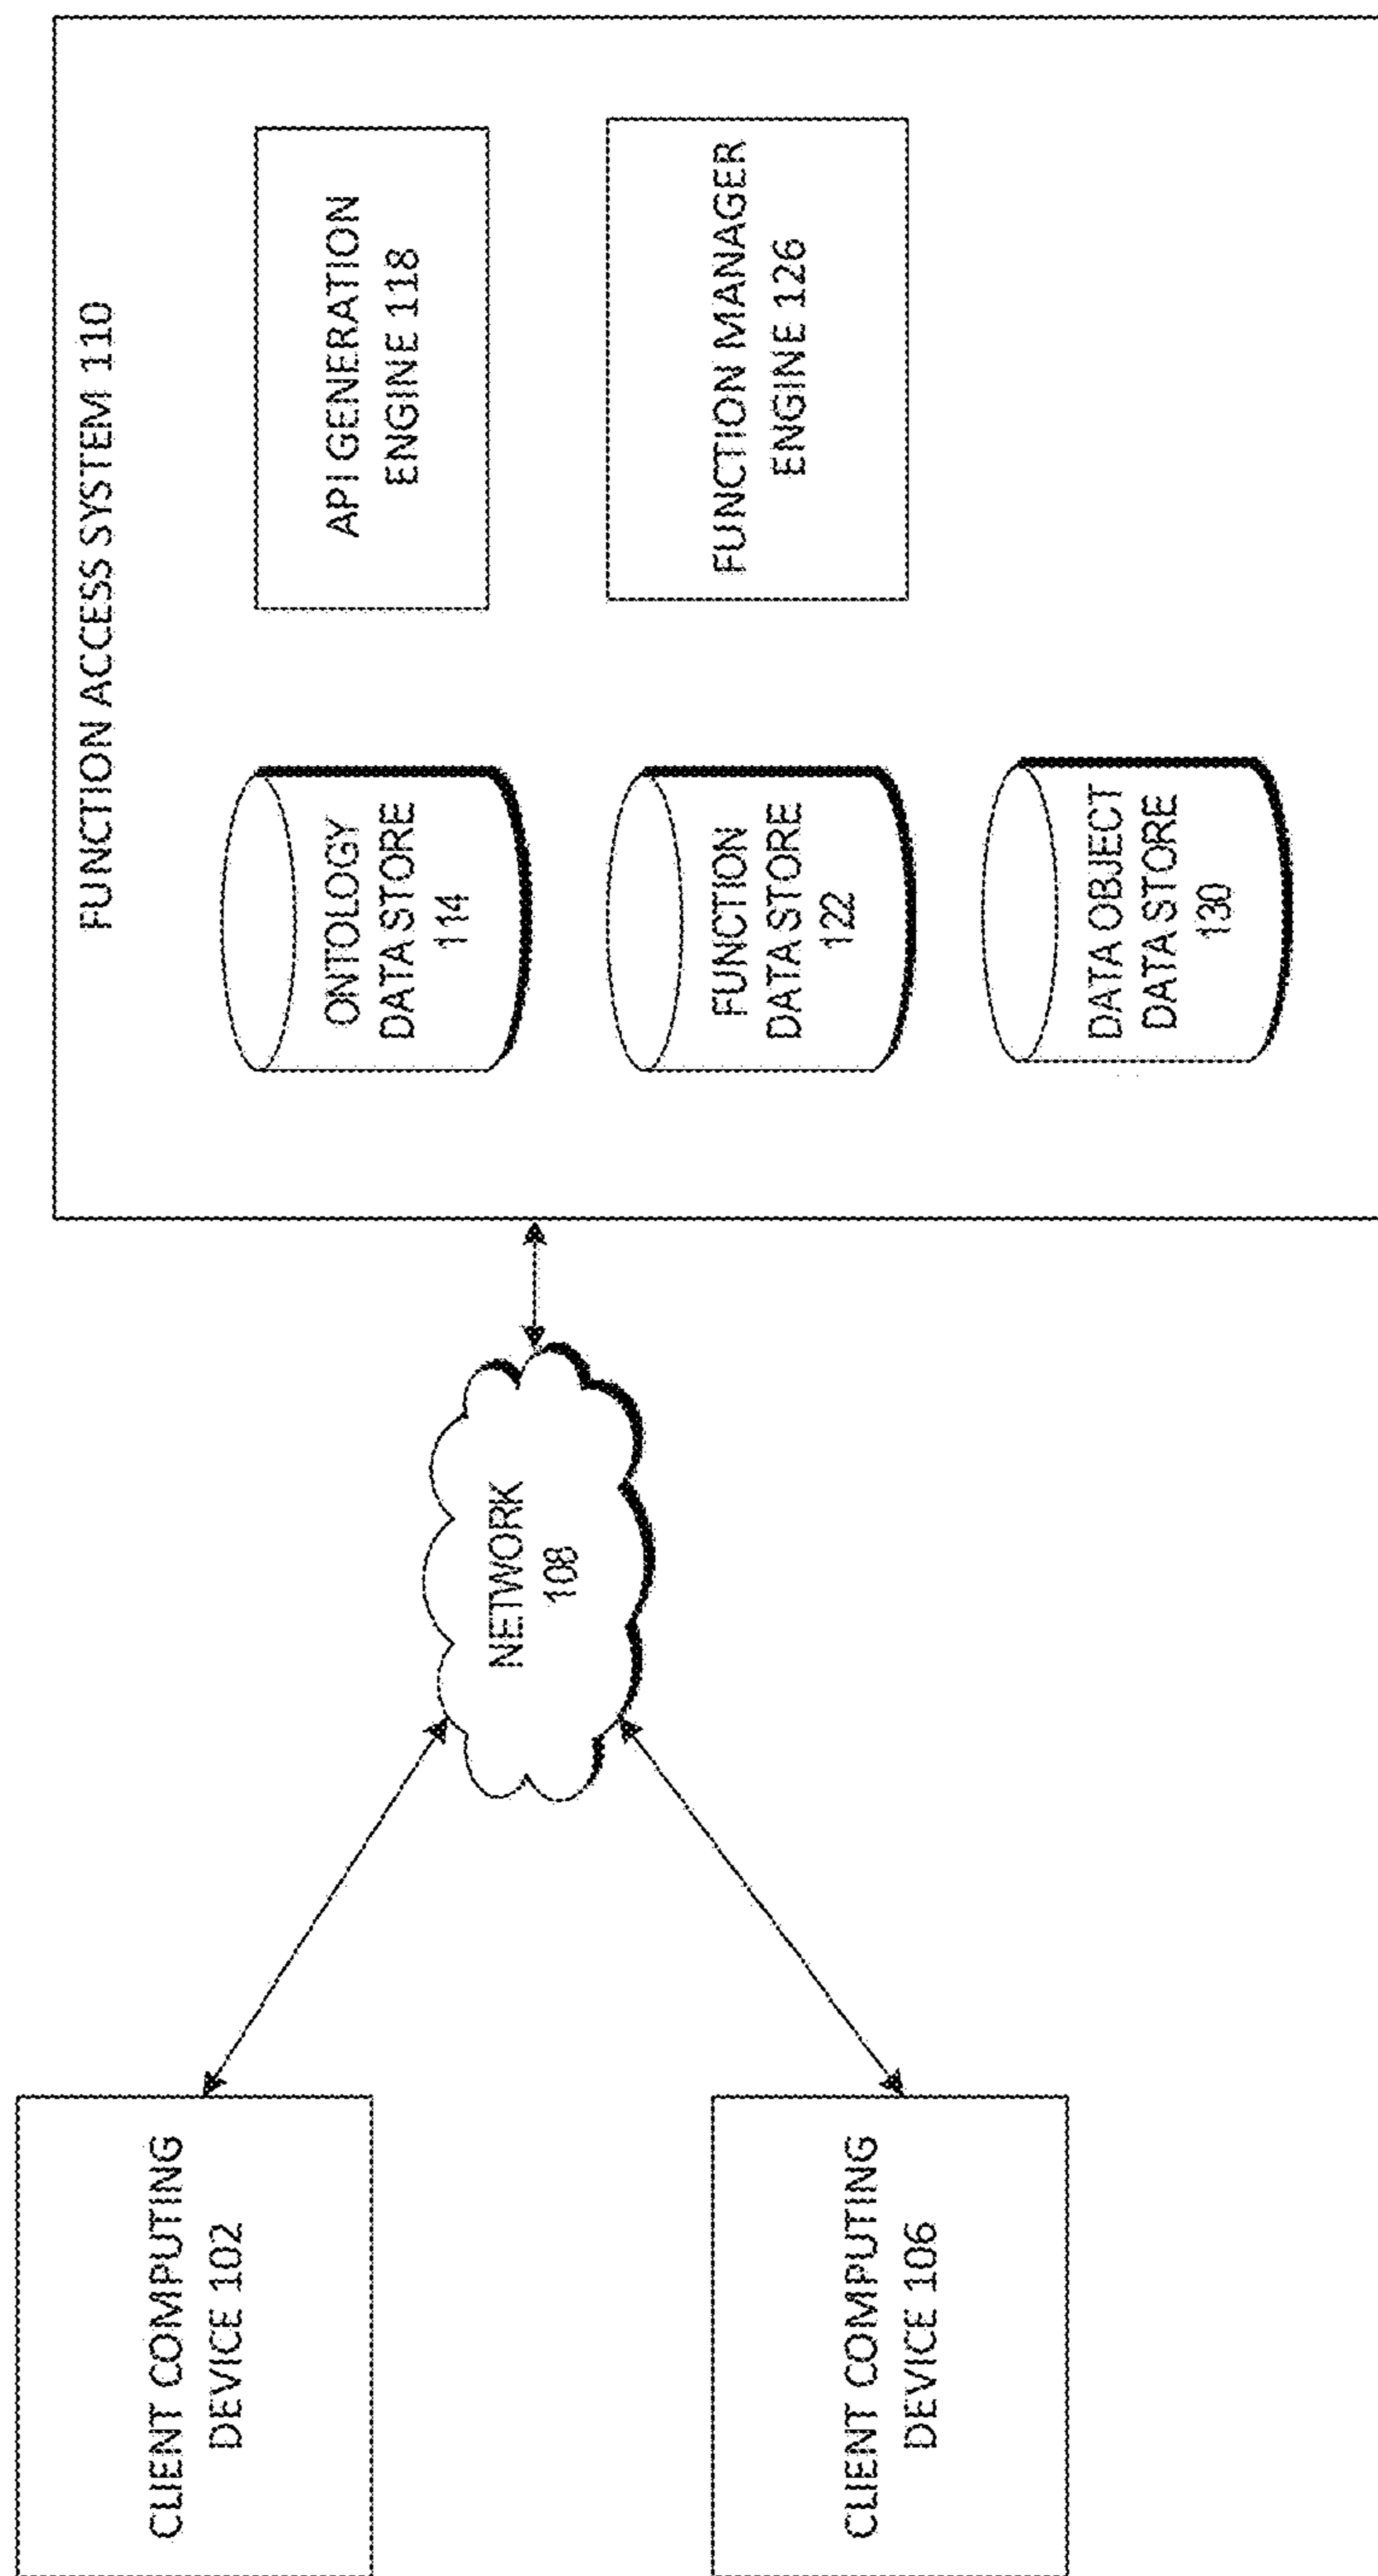 CLIENT COMPUTING
DEVICE 102
CLIENT COMPUTING
DEVICE 106
NETWORK
108
FUNCTION ACCESS SYSTEM 110
ONTOLOGY
DATA STORE
114
API GENERATION
ENGINE 118
FUNCTION
DATA STORE
122
FUNCTION MANAGER
ENGINE 126
DATA OBJECT
DATA STORE
130